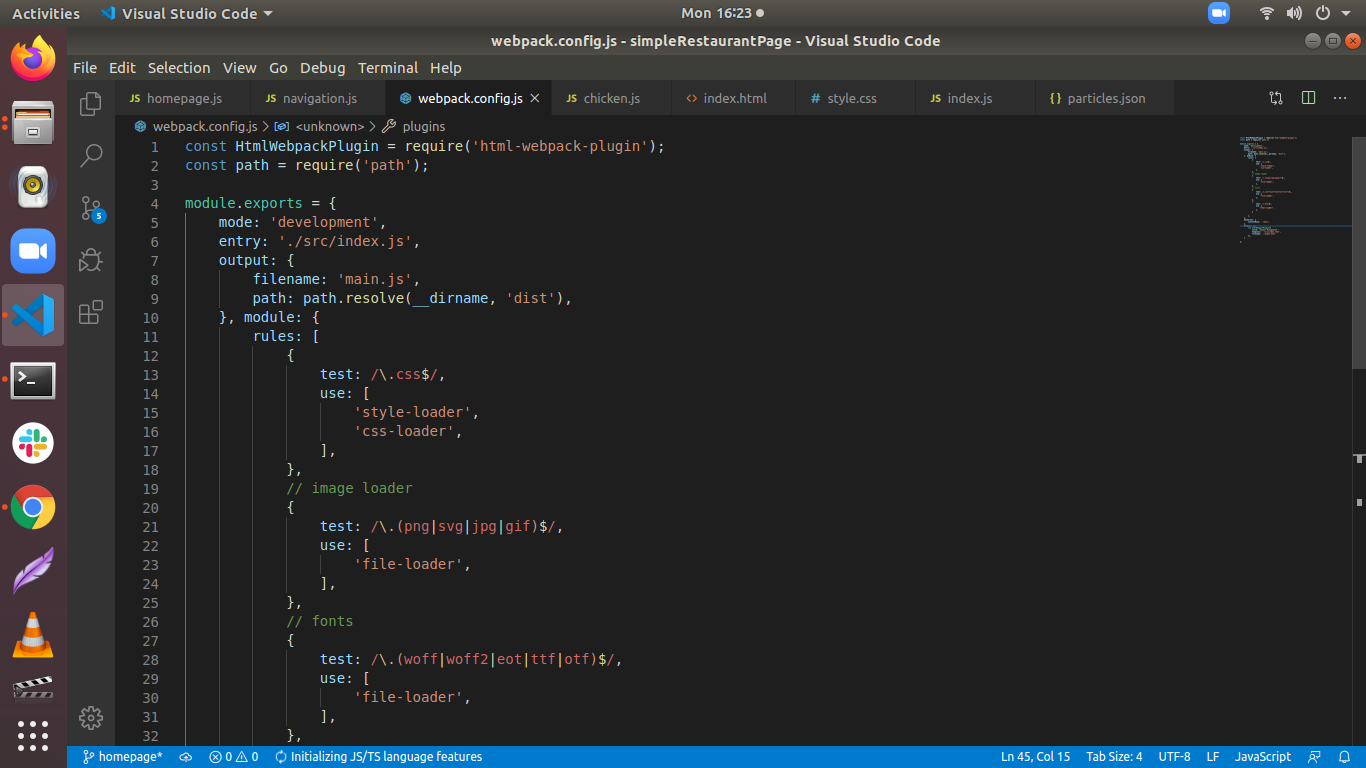 Activities Visual Studio Code Mon 16:23
webpack.config.js - simpleRestaurantPage - Visual Studio Code
File Edit Selection View Go Debug Terminal Help
JS homepage.js JS navigation.js webpack.config.js JS chicken.js <> index.html # style.css JS index.js {} particles.json
webpack.config.js > <unknown> > plugins
1 const HtmlWebpackPlugin = require('html-webpack-plugin');
2 const path = require('path');
3
4 module.exports = {
5 mode: 'development',
6 entry: './src/index.js',
7 output: {
8 filename: 'main.js',
9 path: path.resolve(__dirname, 'dist'),
10 }, module: {
11 rules: [
12 {
13 test: /\.css$/,
14 use: [
15 'style-loader',
16 'css-loader',
17 ],
18 },
19 // image loader
20 {
21 test: /\.(png|svg|jpg|gif)$/,
22 use: [
23 'file-loader',
24 ],
25 },
26 // fonts
27 {
28 test: /\.(woff|woff2|eot|ttf|otf)$/,
29 use: [
30 'file-loader',
31 ],
32 },
5
homepage* 0 0 Initializing JS/TS language features Ln 45, Col 15 Tab Size: 4 UTF-8 LF JavaScript